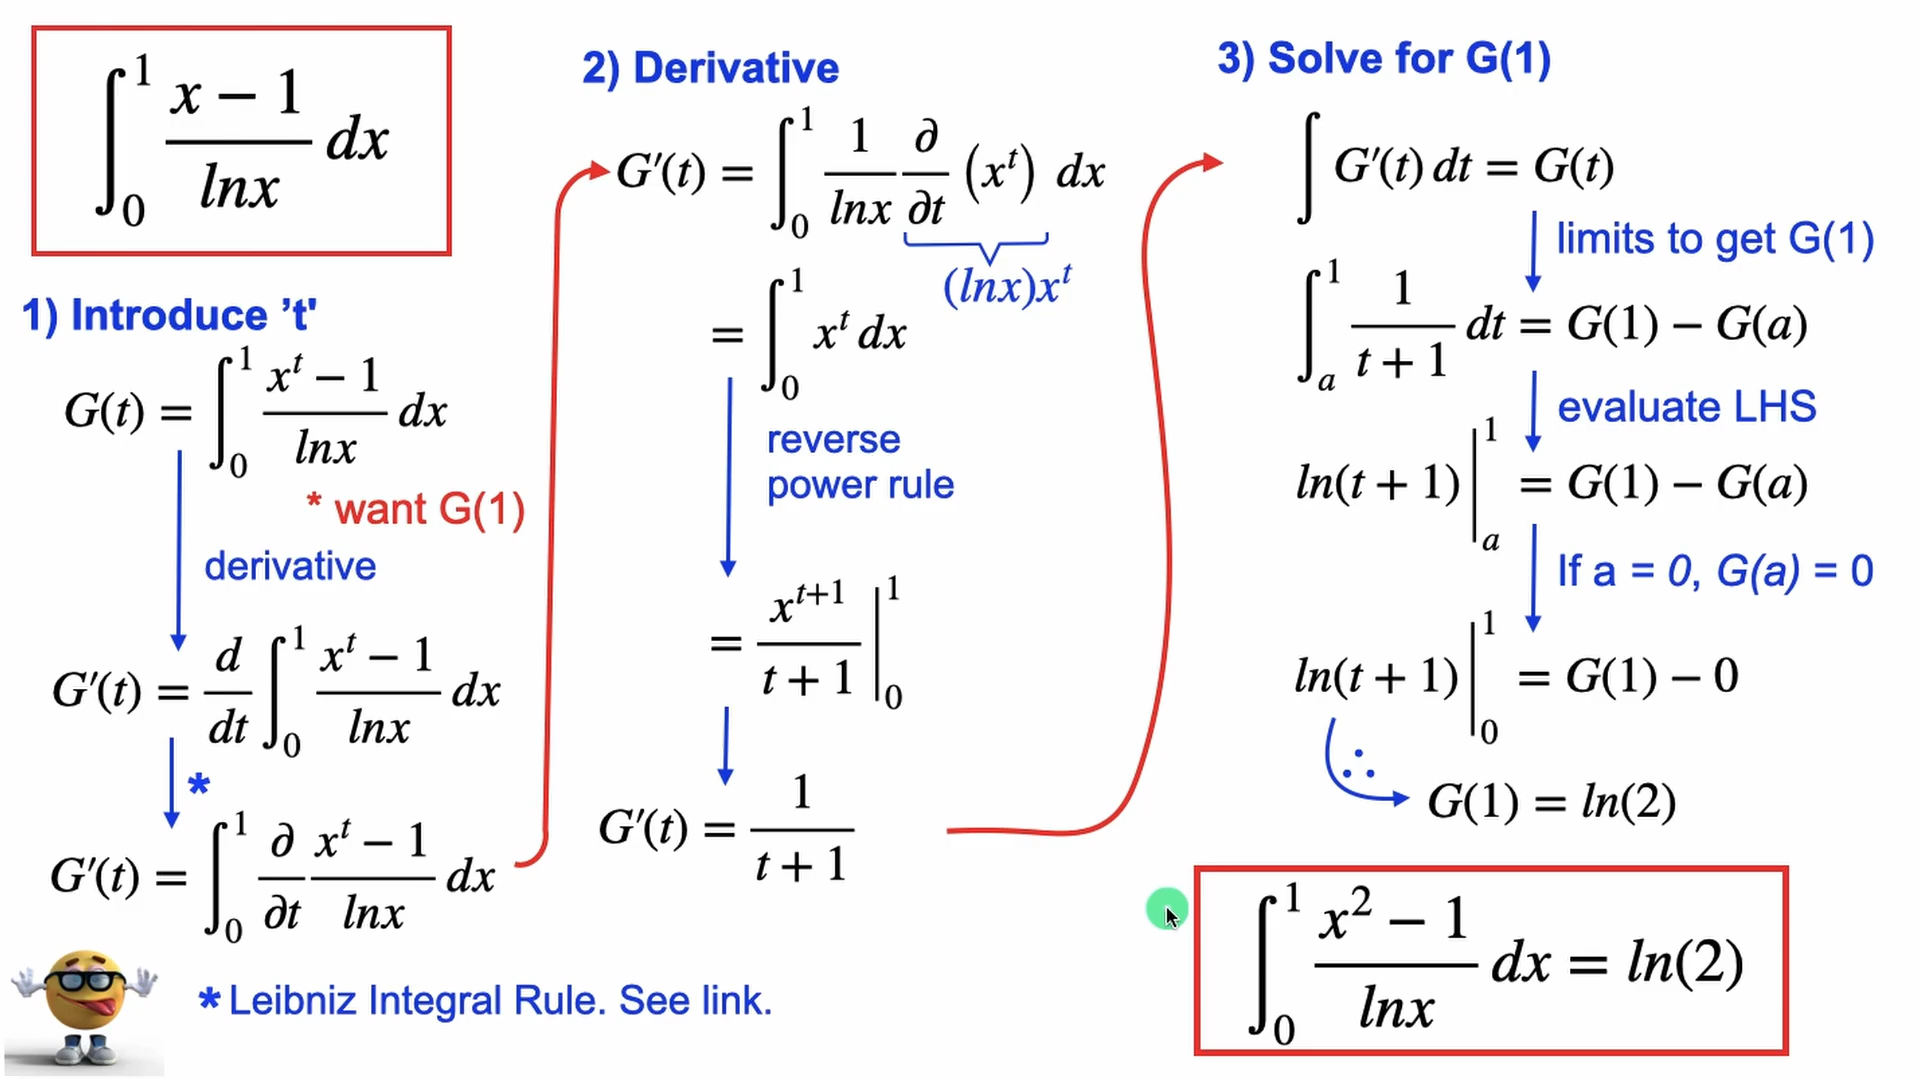 ∫₀¹ (x − 1)/(lnx) dx
1) Introduce ’t'
G(t) = ∫₀¹ (xᵗ − 1)/(lnx) dx
* want G(1)
derivative
G′(t) = d/dt ∫₀¹ (xᵗ − 1)/(lnx) dx
*
G′(t) = ∫₀¹ ∂/∂t (xᵗ − 1)/(lnx) dx
* Leibniz Integral Rule. See link.
2) Derivative
G′(t) = ∫₀¹ 1/(lnx) ∂/∂t (xᵗ) dx
(lnx)xᵗ
= ∫₀¹ xᵗ dx
reverse
power rule
= xᵗ⁺¹/(t + 1) |₀¹
G′(t) = 1/(t + 1)
3) Solve for G(1)
∫ G′(t) dt = G(t)
limits to get G(1)
∫ₐ¹ 1/(t + 1) dt = G(1) − G(a)
evaluate LHS
ln(t + 1) |ₐ¹ = G(1) − G(a)
If a = 0, G(a) = 0
ln(t + 1) |₀¹ = G(1) − 0
∴ G(1) = ln(2)
∫₀¹ (x² − 1)/(lnx) dx = ln(2)